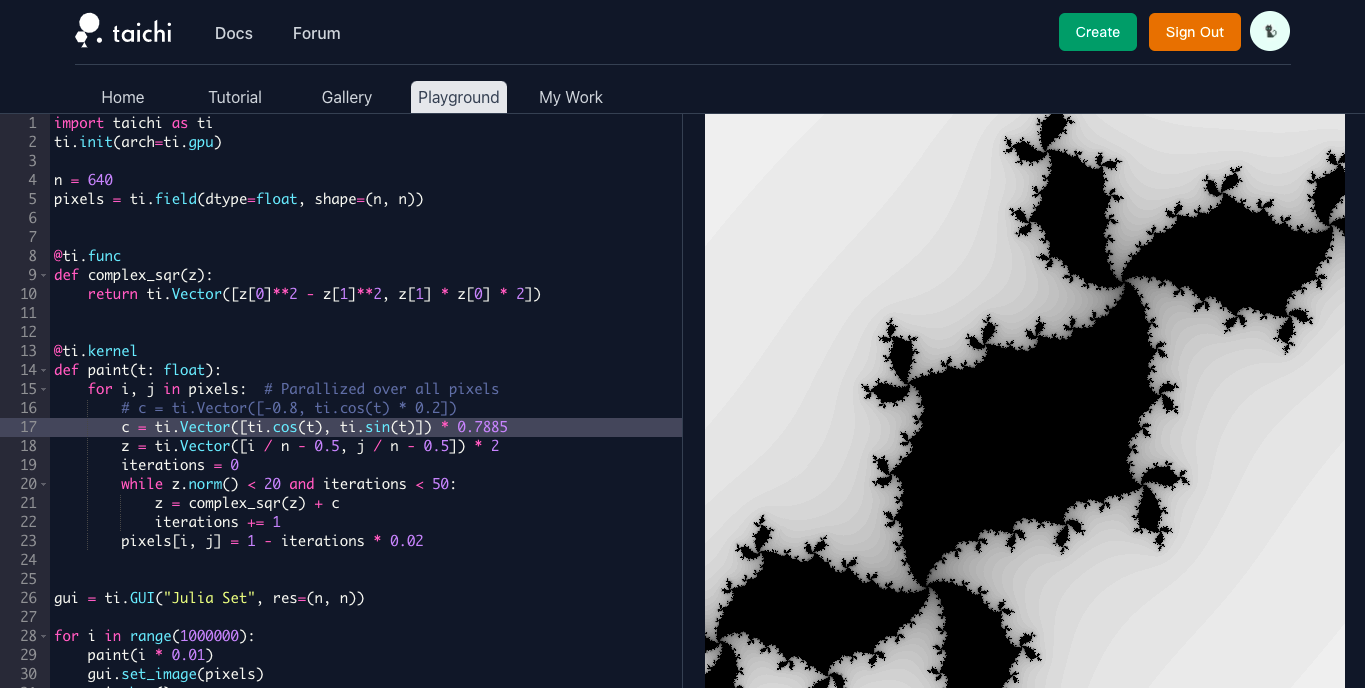 taichi Docs Forum Create Sign Out
Home Tutorial Gallery Playground My Work
1 import taichi as ti
2 ti.init(arch=ti.gpu)
3
4 n = 640
5 pixels = ti.field(dtype=float, shape=(n, n))
6
7
8 @ti.func
9 def complex_sqr(z):
10     return ti.Vector([z[0]**2 - z[1]**2, z[1] * z[0] * 2])
11
12
13 @ti.kernel
14 def paint(t: float):
15     for i, j in pixels:  # Parallized over all pixels
16         # c = ti.Vector([-0.8, ti.cos(t) * 0.2])
17         c = ti.Vector([ti.cos(t), ti.sin(t)]) * 0.7885
18         z = ti.Vector([i / n - 0.5, j / n - 0.5]) * 2
19         iterations = 0
20         while z.norm() < 20 and iterations < 50:
21             z = complex_sqr(z) + c
22             iterations += 1
23         pixels[i, j] = 1 - iterations * 0.02
24
25
26 gui = ti.GUI("Julia Set", res=(n, n))
27
28 for i in range(1000000):
29     paint(i * 0.01)
30     gui.set_image(pixels)